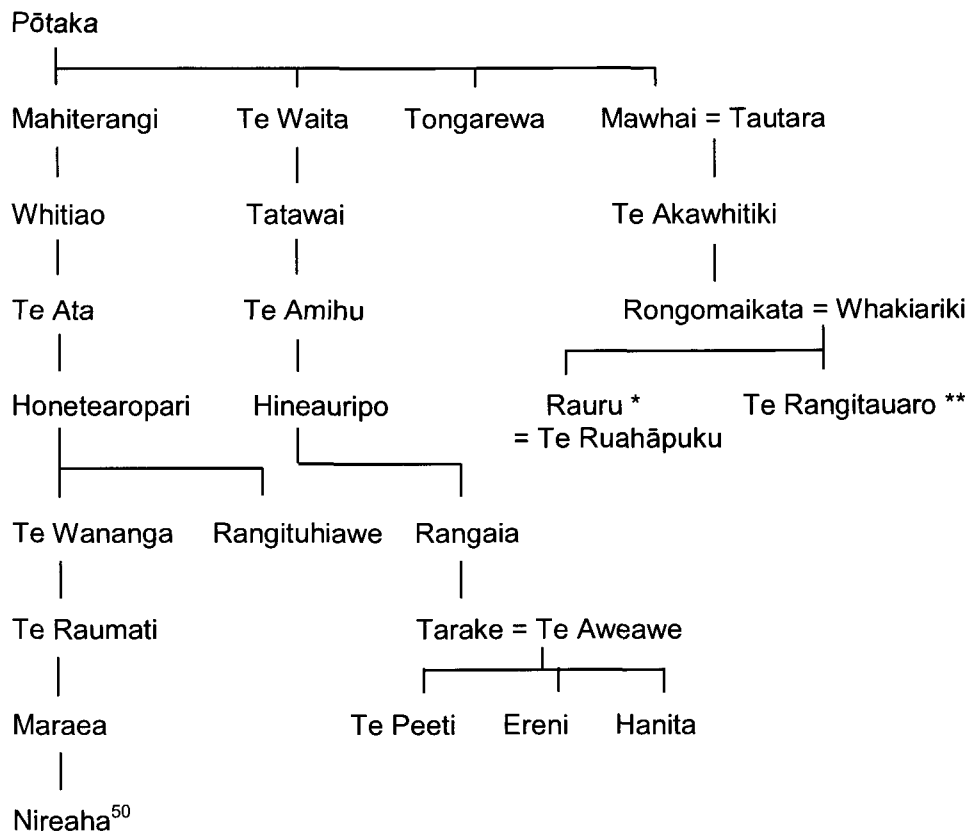 Pōtaka
Mahiterangi Te Waita Tongarewa Mawhai = Tautara
Whitiao Tatawai Te Akawhitiki
Te Ata Te Amihu Rongomaikata = Whakiariki
Honetearopari Hineauripo Rauru * Te Rangitauaro **
= Te Ruahāpuku
Te Wananga Rangituhiawe Rangaia
Te Raumati Tarake = Te Aweawe
Maraea Te Peeti Ereni Hanita
Nireaha50